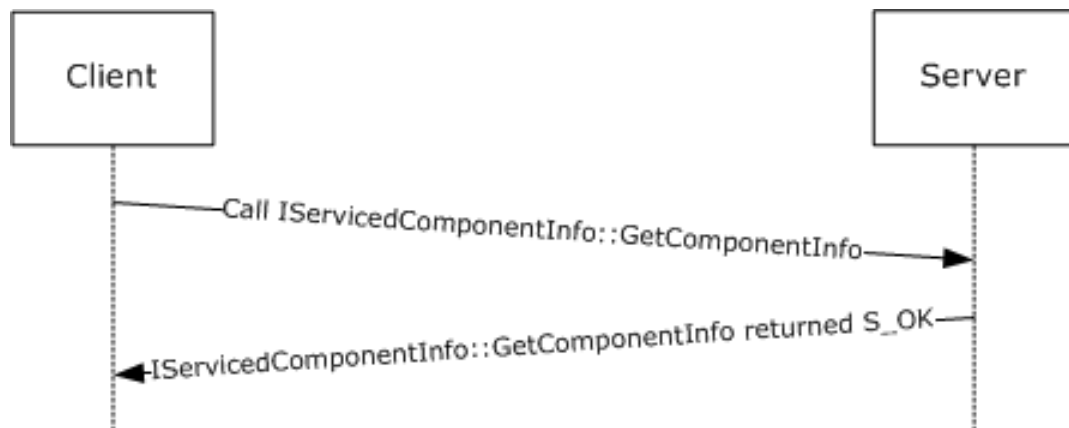 Client
Server
Call IServicedComponentInfo::GetComponentInfo
IServicedComponentInfo::GetComponentInfo returned S_OK